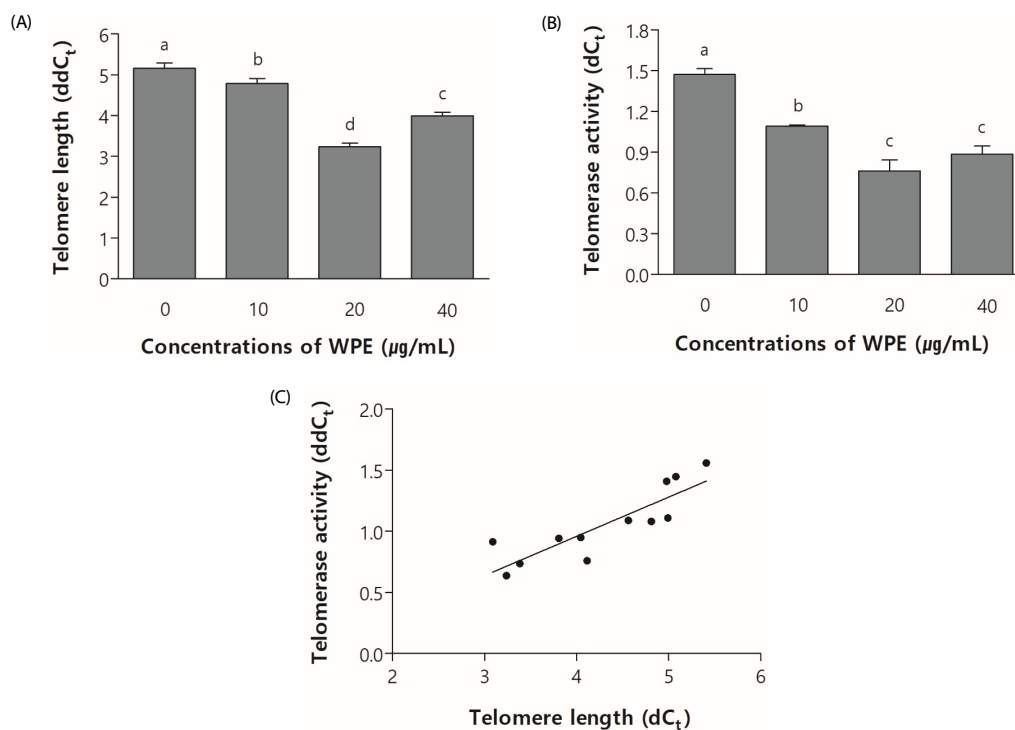 (A)
Telomere length (ddCt)
6
5
4
3
2
1
0
a
b
d
c
0 10 20 40
Concentrations of WPE (μg/mL)
(B)
Telomerase activity (dCt)
1.8
1.5
1.2
0.9
0.6
0.3
0.0
a
b
c
c
0 10 20 40
Concentrations of WPE (μg/mL)
(C)
Telomerase activity (ddCt)
2.0
1.5
1.0
0.5
0.0
2 3 4 5 6
Telomere length (dCt)